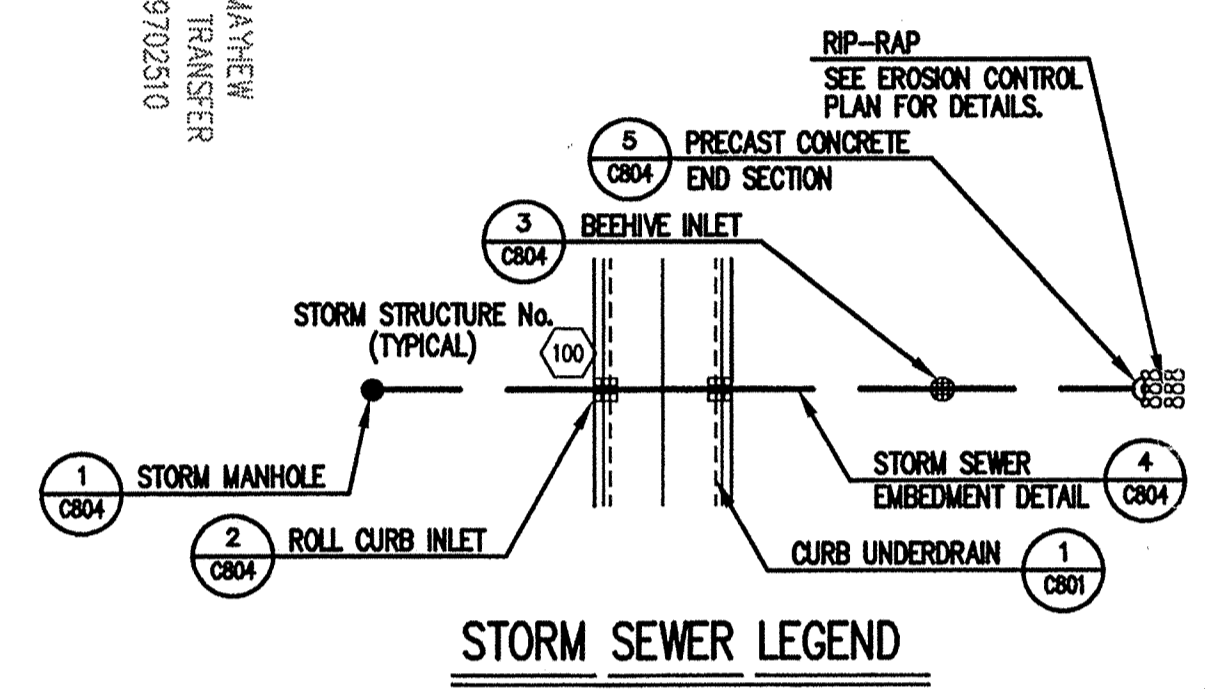 MAYHEW
TRANSFER
9702510
RIP-RAP
SEE EROSION CONTROL
PLAN FOR DETAILS.
5
C804
PRECAST CONCRETE
END SECTION
3
C804
BEEHIVE INLET
STORM STRUCTURE No.
(TYPICAL)
100
1
C804
STORM MANHOLE
STORM SEWER
EMBEDMENT DETAIL
4
C804
2
C804
ROLL CURB INLET
CURB UNDERDRAIN
1
C801
STORM SEWER LEGEND